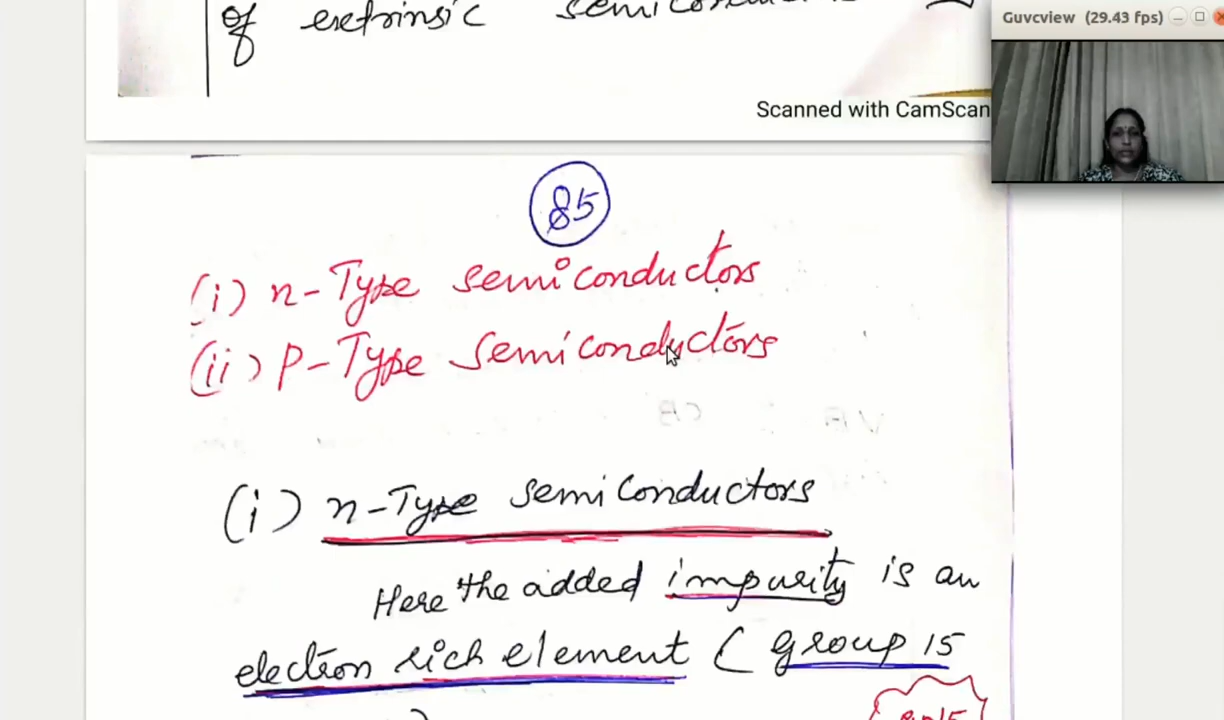 of extrinsic semiconductors
Guvcview (29.43 fps)
Scanned with CamScan
85
(i) n-Type semiconductors
(ii) P-Type Semiconductors
(i) n-Type semiconductors
Here the added impurity is an
electron rich element (group 15